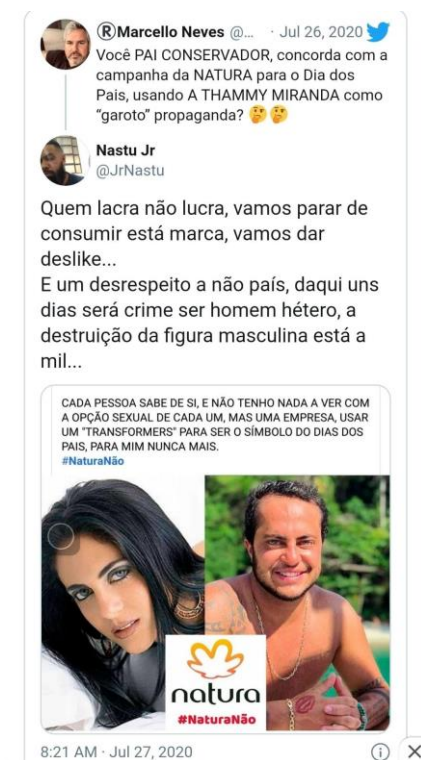 ®Marcello Neves @... · Jul 26, 2020
Você PAI CONSERVADOR, concorda com a
campanha da NATURA para o Dia dos
Pais, usando A THAMMY MIRANDA como
"garoto" propaganda? 🤔🤔
Nastu Jr
@JrNastu
Quem lacra não lucra, vamos parar de
consumir está marca, vamos dar
deslike...
E um desrespeito a não país, daqui uns
dias será crime ser homem hétero, a
destruição da figura masculina está a
mil...
CADA PESSOA SABE DE SI, E NÃO TENHO NADA A VER COM
A OPÇÃO SEXUAL DE CADA UM, MAS UMA EMPRESA, USAR
UM "TRANSFORMERS" PARA SER O SÍMBOLO DO DIAS DOS
PAIS, PARA MIM NUNCA MAIS.
#NaturaNão
natura
#NaturaNão
8:21 AM · Jul 27, 2020